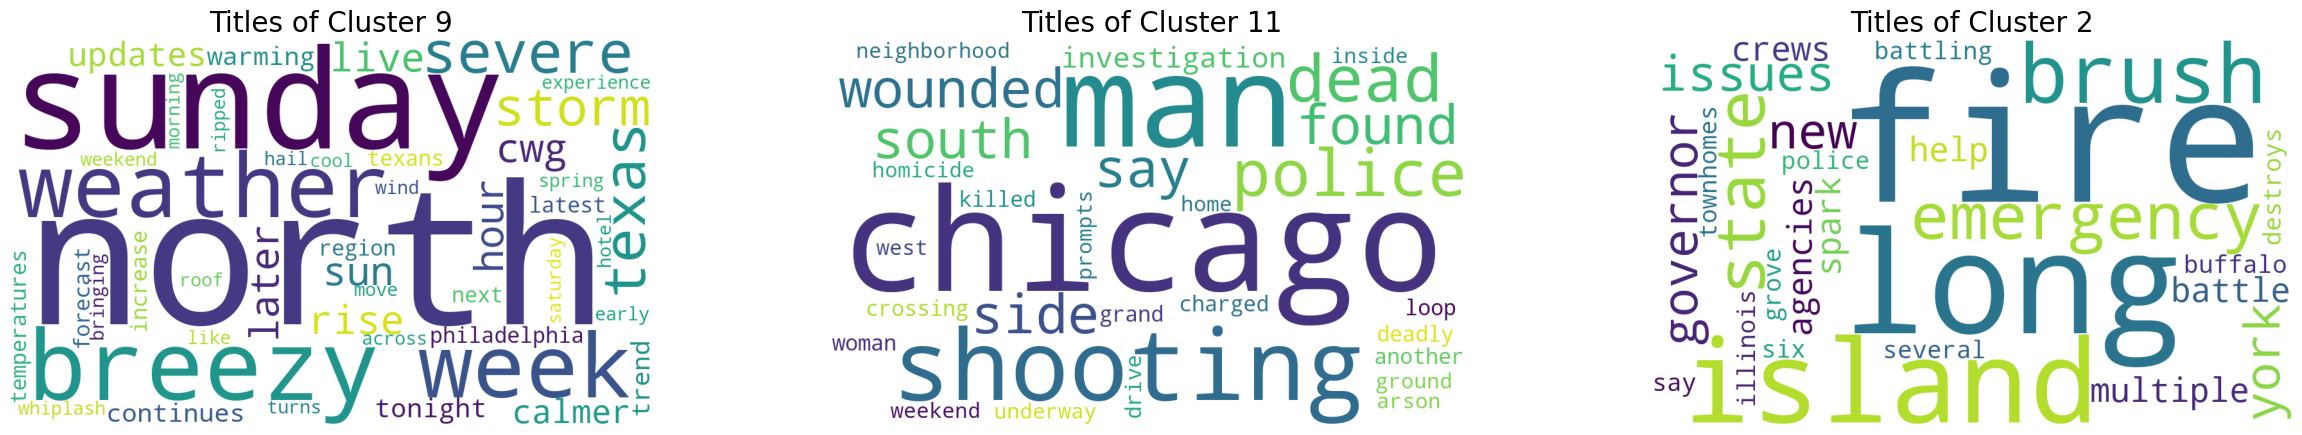 Titles of Cluster 9
updates
warming
live
severe
experience
sunday
morning
ripped
storm
texas
cwg
weekend
hail
cool
texans
weather
wind
spring
hour
latest
north
hotel
region
later
sun
saturday
temperatures
forecast
bringing
increase
roof
move
next
rise
early
like
across
philadelphia
breezy
week
trend
whiplash
continues
turns
tonight
calmer
Titles of Cluster 11
neighborhood
investigation
inside
wounded
man
dead
found
south
say
police
homicide
killed
prompts
home
chicago
west
crossing
side
grand
charged
loop
woman
deadly
shooting
another
drive
ground
arson
weekend
underway
Titles of Cluster 2
crews
battling
issues
fire
brush
townhomes
state
new
governor
police
help
destroys
spark
agencies
emergency
long
grove
buffalo
illinois
battle
york
six
several
say
island
multiple